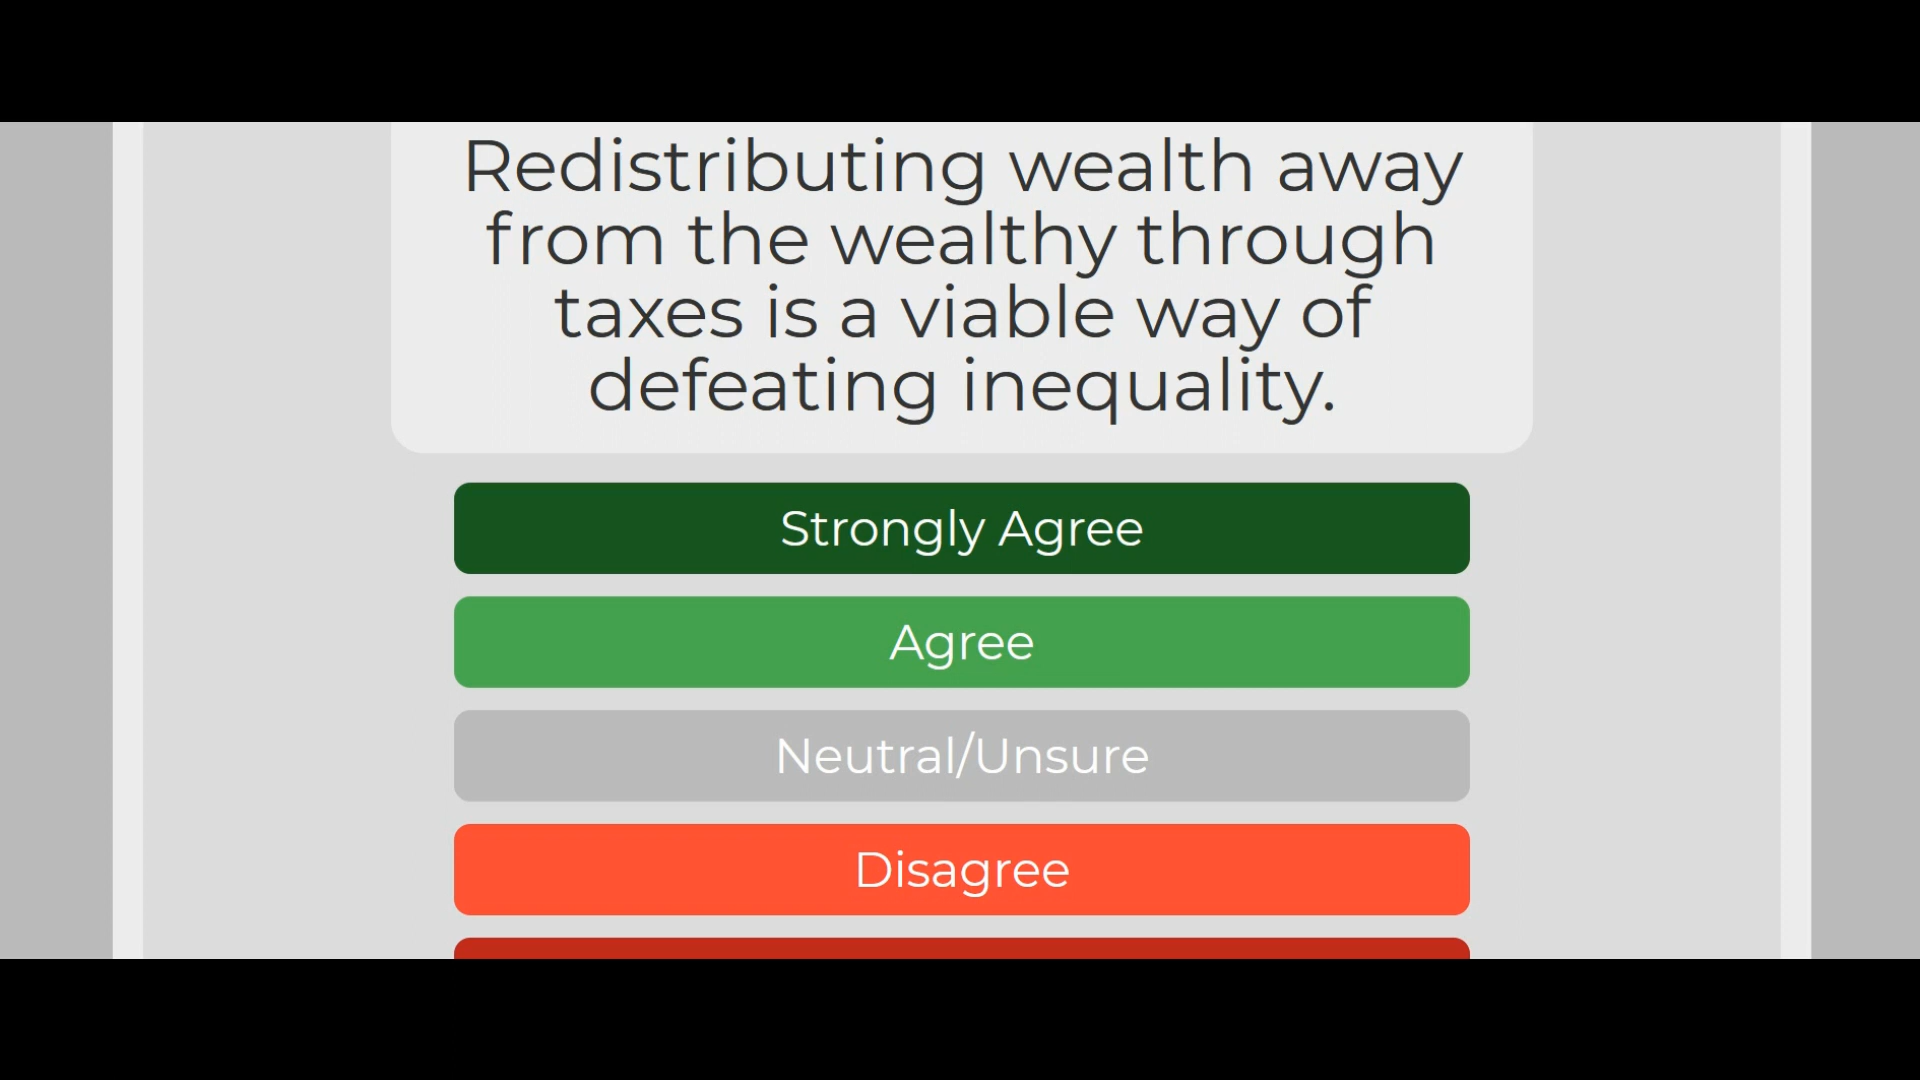 Redistributing wealth away
from the wealthy through
taxes is a viable way of
defeating inequality.
Strongly Agree
Agree
Neutral/Unsure
Disagree